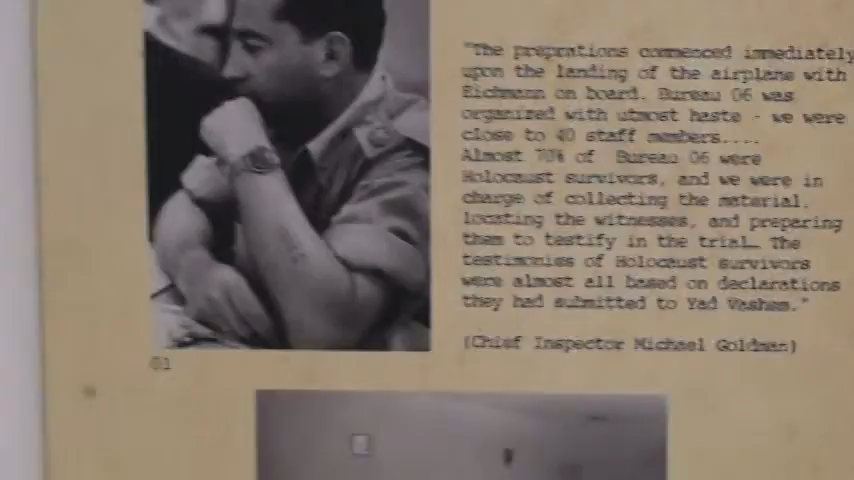 "The preprations commenced immediately
upon the landing of the airplane with
Eichmann on board. Bureau 06 was
organized with utmost haste - we were
close to 40 staff members....
Almost 70% of Bureau 06 were
Holocaust survivors, and we were in
charge of collecting the material,
locating the witnesses, and preparing
them to testify in the trial. The
testimonies of Holocaust survivors
were almost all based on declarations
they had submitted to Yad Vashem."
(Chief Inspector Michael Goldman)
01